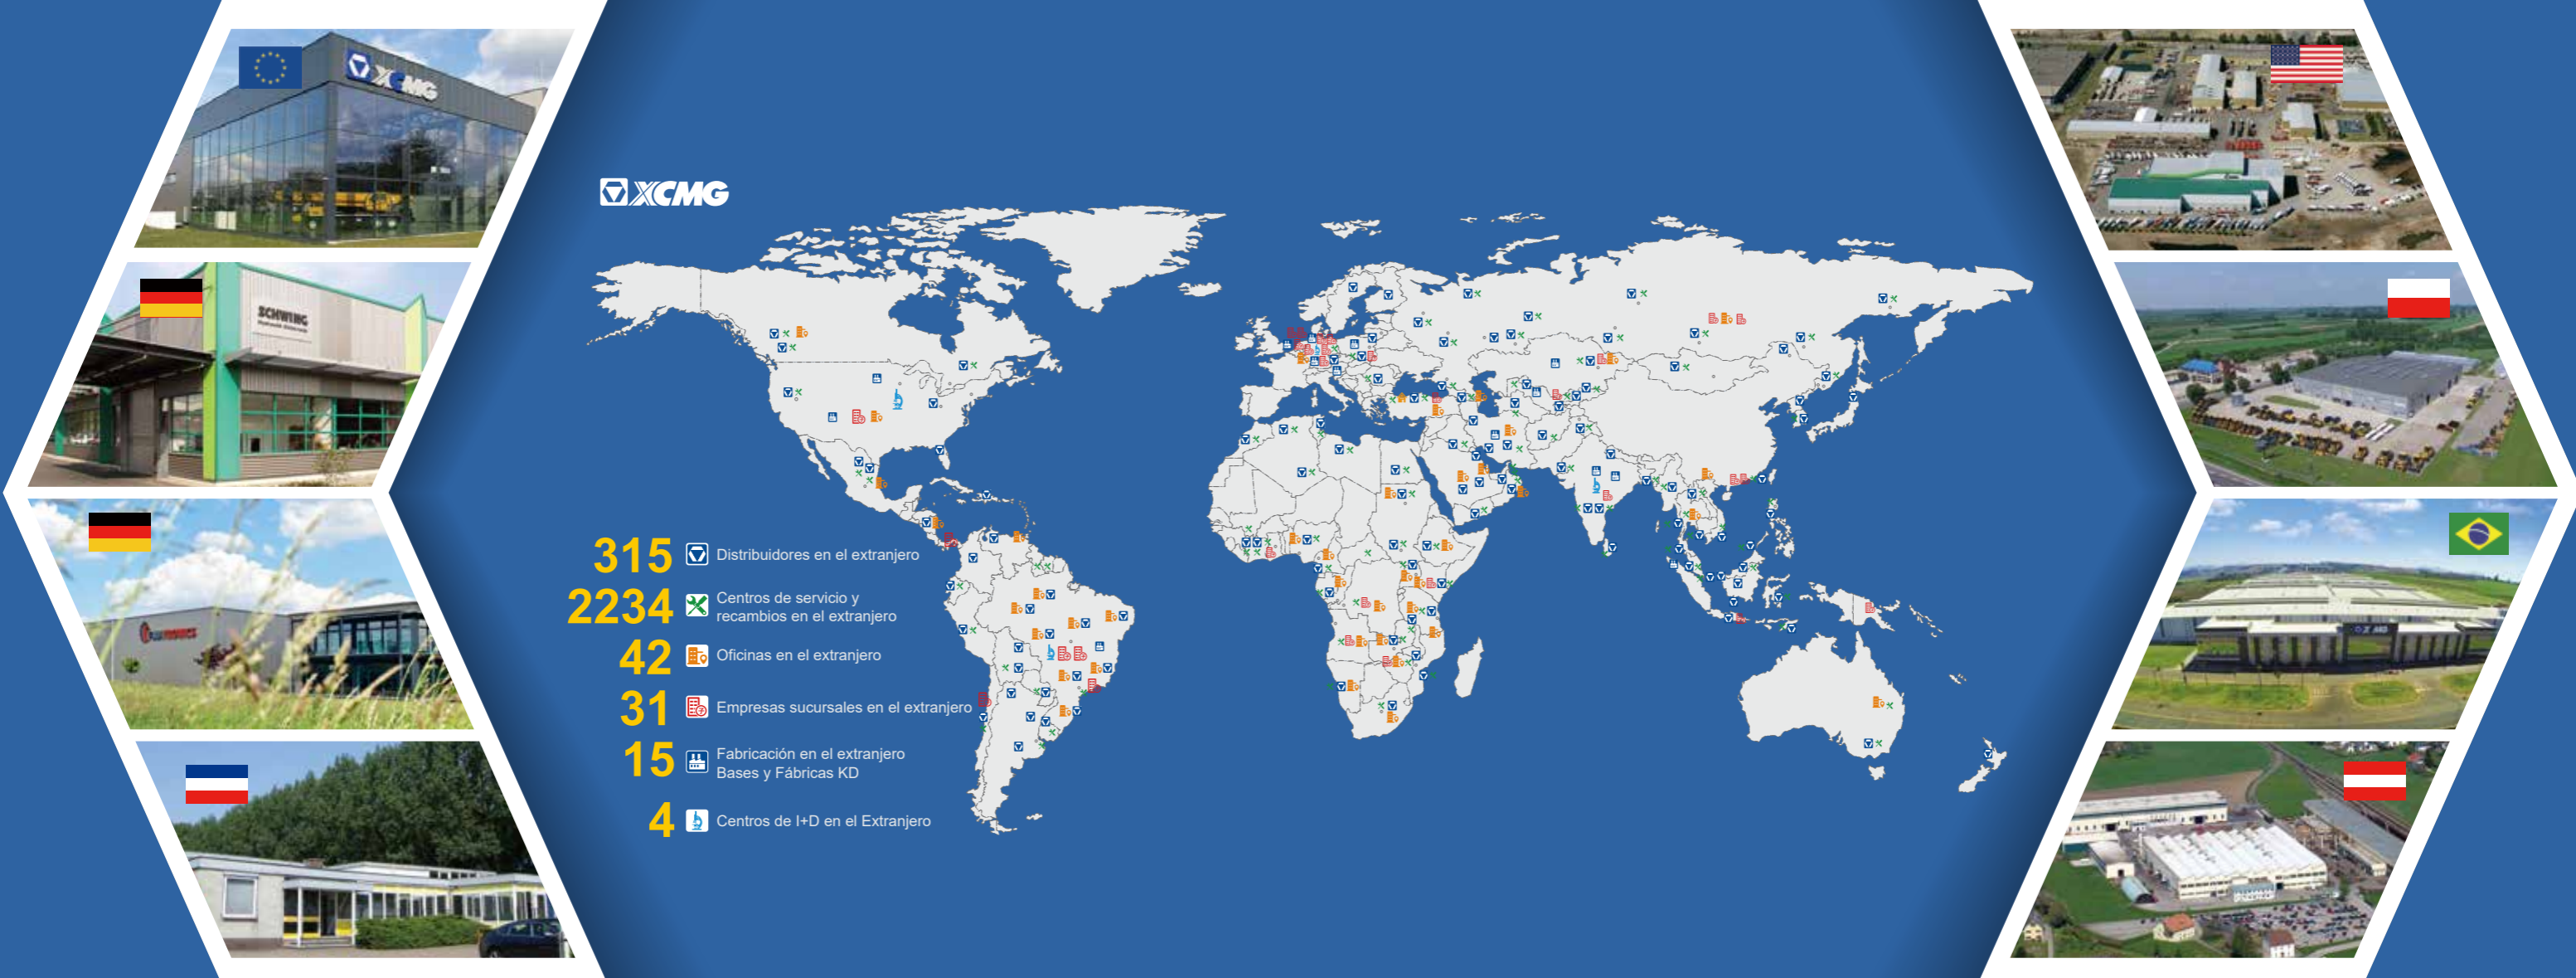 XCMG
SCHWING
XCMG
315 Distribuidores en el extranjero
2234 Centros de servicio y
recambios en el extranjero
42 Oficinas en el extranjero
31 Empresas sucursales en el extranjero
15 Fabricación en el extranjero
Bases y Fábricas KD
4 Centros de I+D en el Extranjero
XCMG